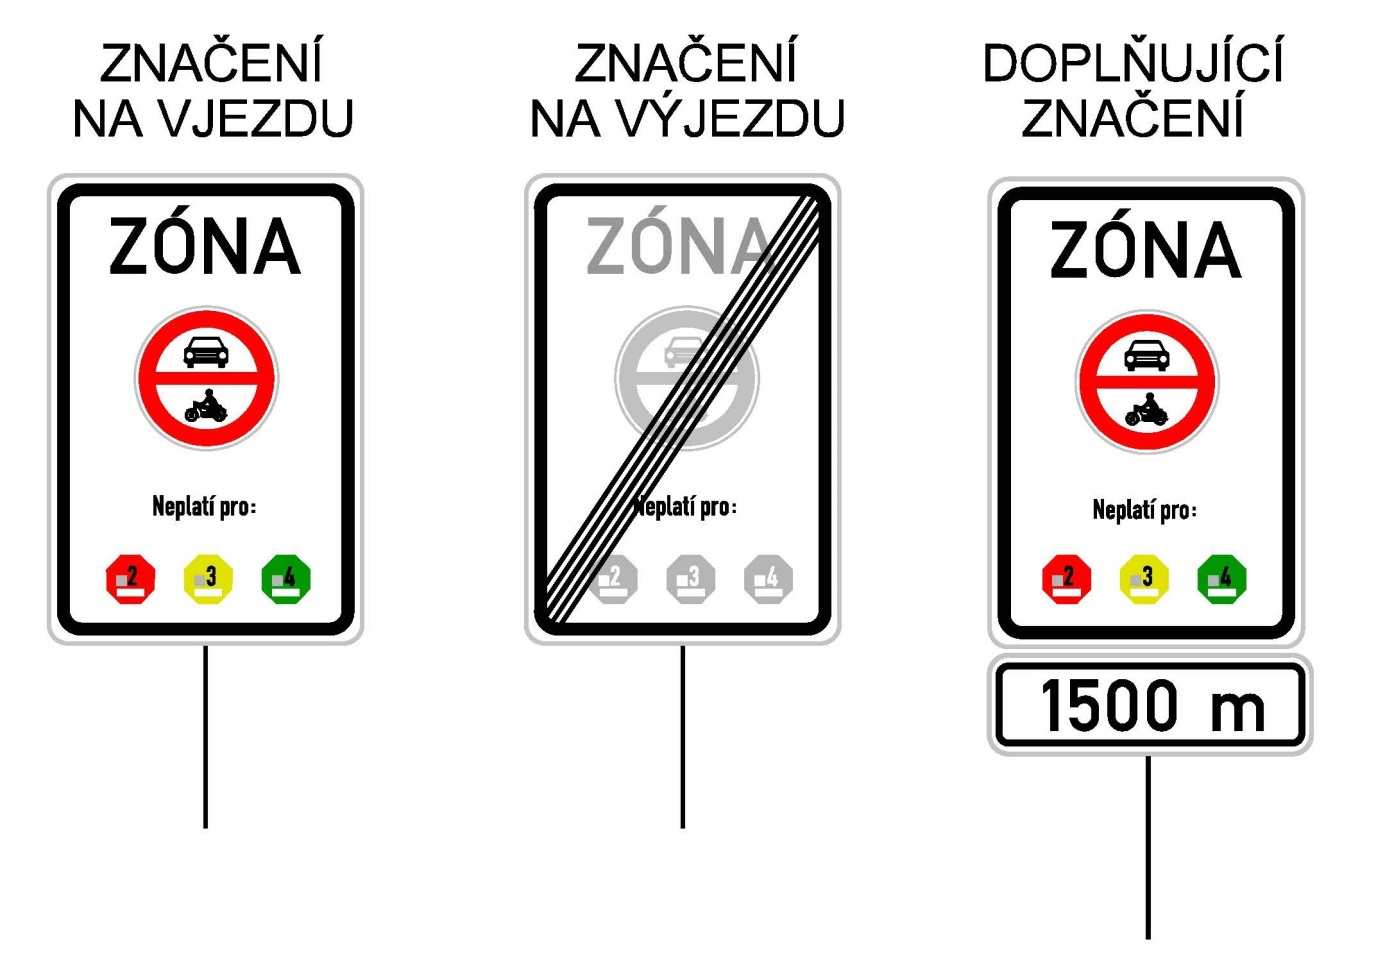 ZNAČENÍ
NA VJEZDU
ZÓNA
Neplatí pro:
2 3 4
ZNAČENÍ
NA VÝJEZDU
ZÓNA
Neplatí pro:
2 3 4
DOPLŇUJÍCÍ
ZNAČENÍ
ZÓNA
Neplatí pro:
2 3 4
1500 m